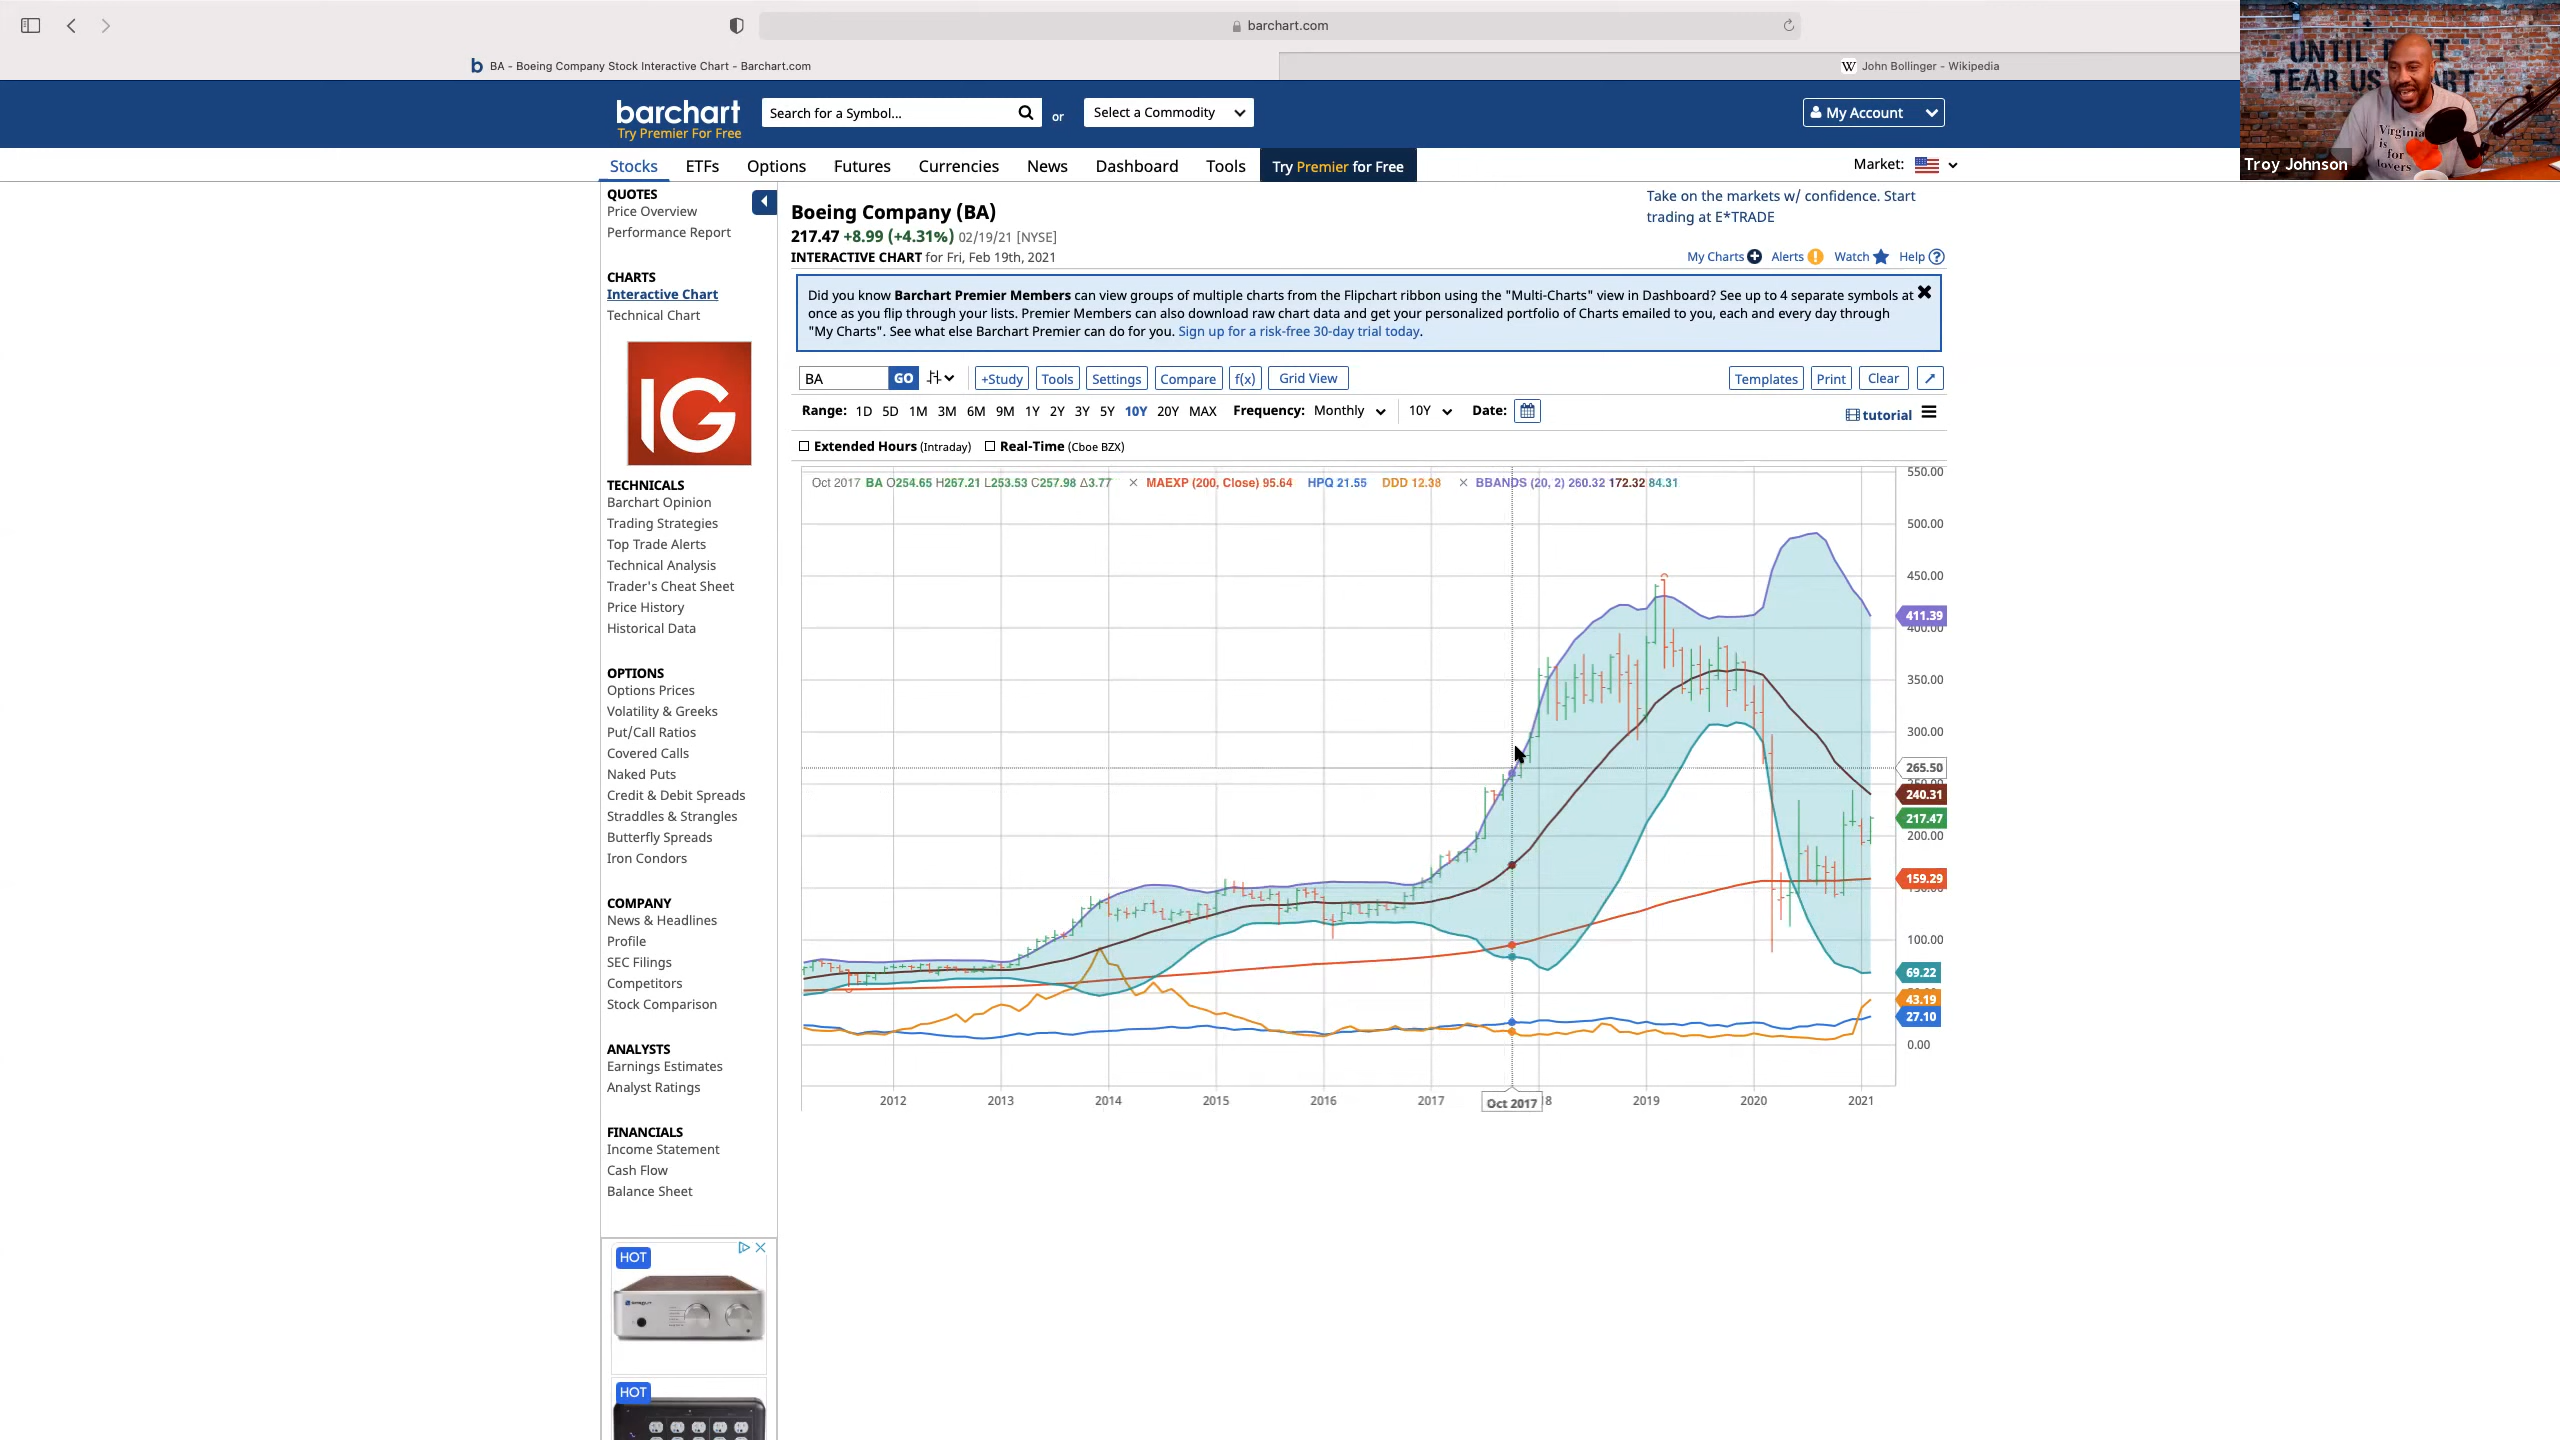 barchart.com
BA - Boeing Company Stock Interactive Chart - Barchart.com
W John Bollinger - Wikipedia
UNTIL
TEAR US
Virginia
is
for
lovers
Troy Johnson
barchart
Try Premier For Free
Search for a Symbol...
or
Select a Commodity
My Account
Stocks ETFs Options Futures Currencies News Dashboard Tools Try Premier for Free
Market:
QUOTES
Price Overview
Performance Report
CHARTS
Interactive Chart
Technical Chart
IG
TECHNICALS
Barchart Opinion
Trading Strategies
Top Trade Alerts
Technical Analysis
Trader's Cheat Sheet
Price History
Historical Data
OPTIONS
Options Prices
Volatility & Greeks
Put/Call Ratios
Covered Calls
Naked Puts
Credit & Debit Spreads
Straddles & Strangles
Butterfly Spreads
Iron Condors
COMPANY
News & Headlines
Profile
SEC Filings
Competitors
Stock Comparison
ANALYSTS
Earnings Estimates
Analyst Ratings
FINANCIALS
Income Statement
Cash Flow
Balance Sheet
HOT
HOT
Boeing Company (BA)
217.47 +8.99 (+4.31%) 02/19/21 [NYSE]
INTERACTIVE CHART for Fri, Feb 19th, 2021
Take on the markets w/ confidence. Start
trading at E*TRADE
My Charts Alerts Watch Help
Did you know Barchart Premier Members can view groups of multiple charts from the Flipchart ribbon using the "Multi-Charts" view in Dashboard? See up to 4 separate symbols at
once as you flip through your lists. Premier Members can also download raw chart data and get your personalized portfolio of Charts emailed to you, each and every day through
"My Charts". See what else Barchart Premier can do for you. Sign up for a risk-free 30-day trial today.
BA GO +Study Tools Settings Compare f(x) Grid View Templates Print Clear
Range: 1D 5D 1M 3M 6M 9M 1Y 2Y 3Y 5Y 10Y 20Y MAX Frequency: Monthly 10Y Date: tutorial
Extended Hours (Intraday) Real-Time (Cboe BZX)
Oct 2017 BA O254.65 H267.21 L253.53 C257.98 Δ3.77 × MAEXP (200, Close) 95.64 HPQ 21.55 DDD 12.38 × BBANDS (20, 2) 260.32 172.32 84.31
550.00
500.00
450.00
411.39
400.00
350.00
300.00
265.50
250.00
240.31
217.47
200.00
159.29
150.00
100.00
69.22
43.19
27.10
0.00
2012 2013 2014 2015 2016 2017 Oct 2017 18 2019 2020 2021